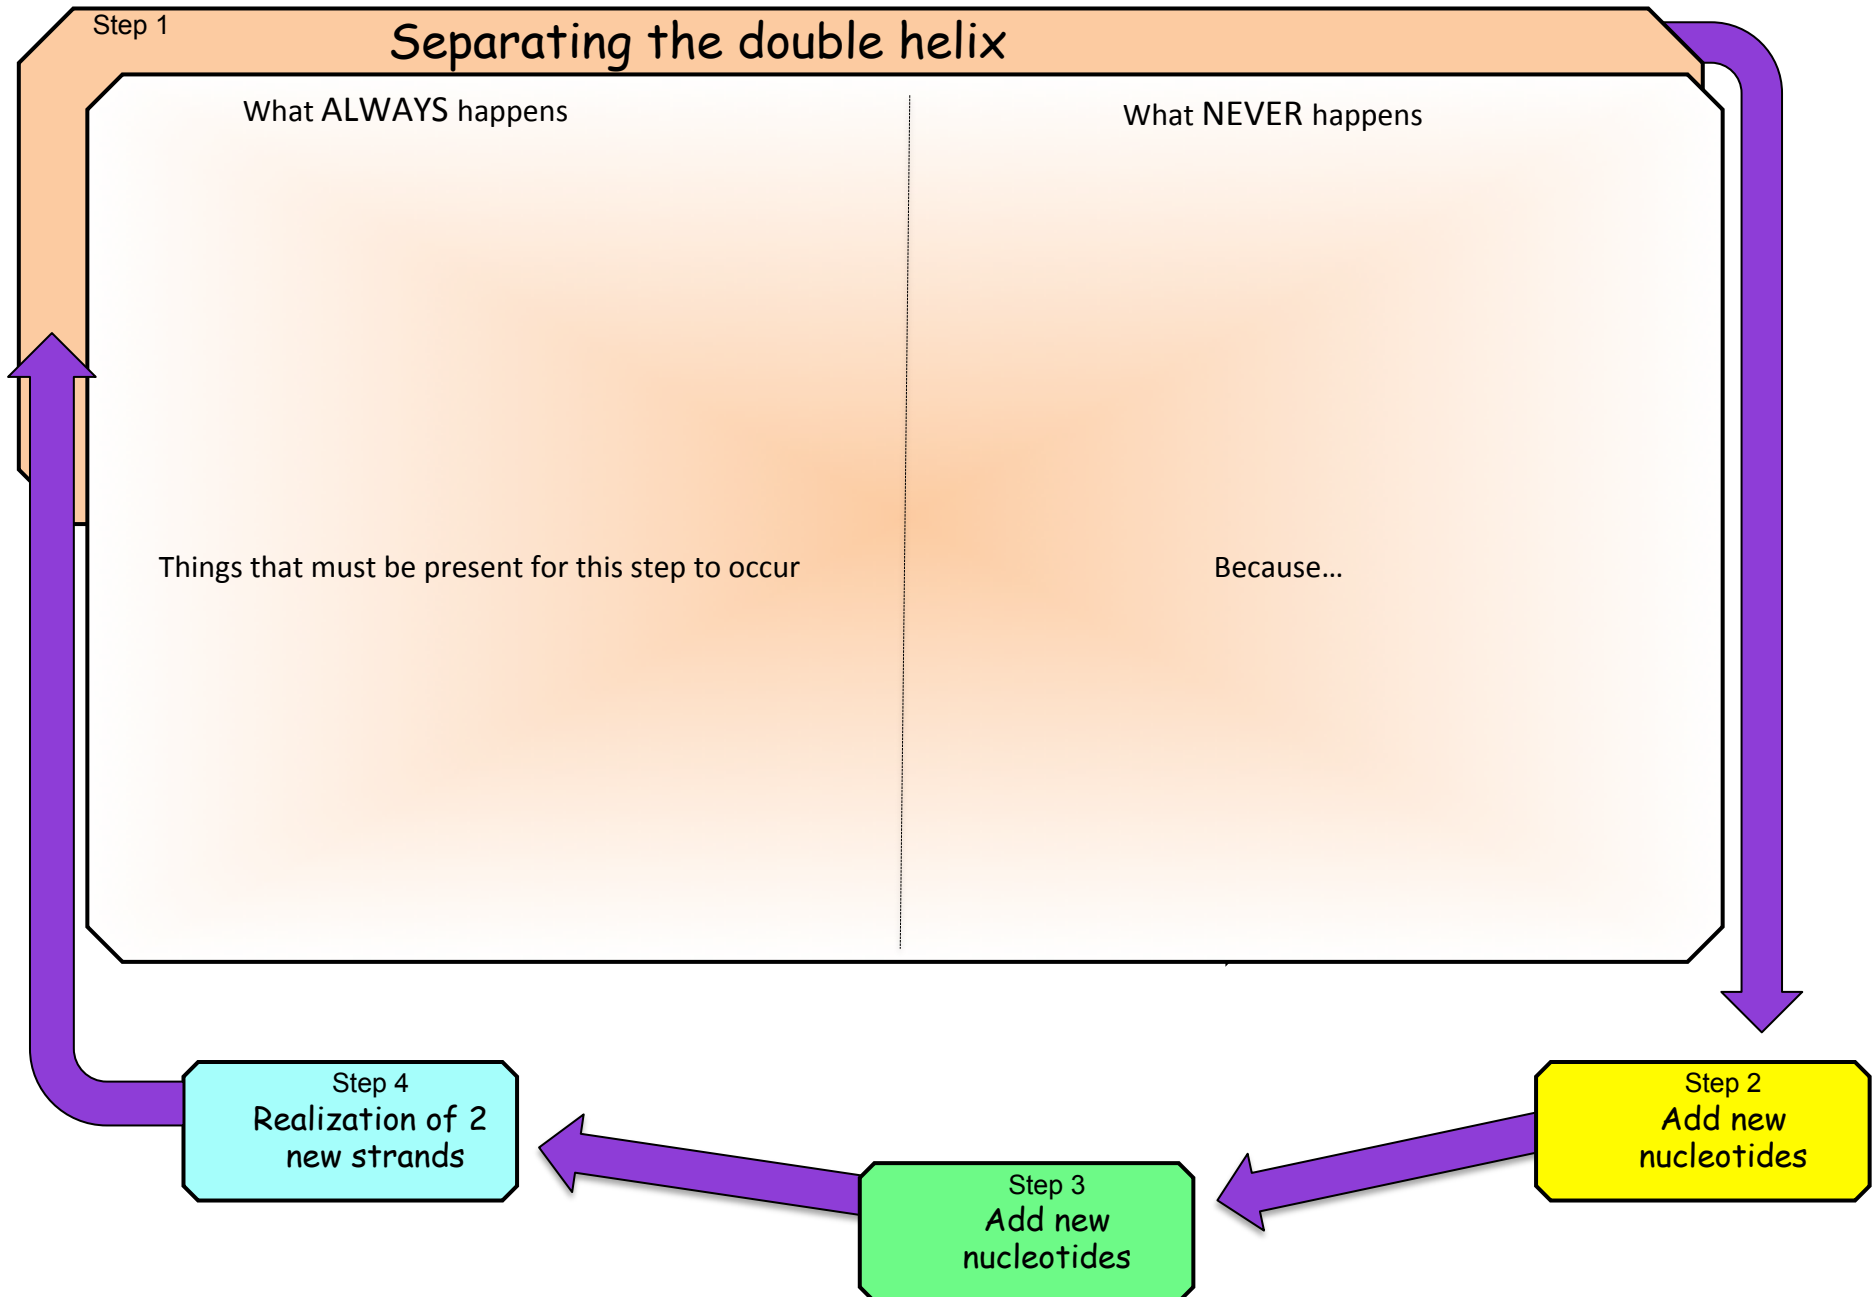 Step 1
Separating the double helix
What ALWAYS happens
What NEVER happens
Things that must be present for this step to occur
Because...
Step 4
Realization of 2
new strands
Step 3
Add new
nucleotides
Step 2
Add new
nucleotides